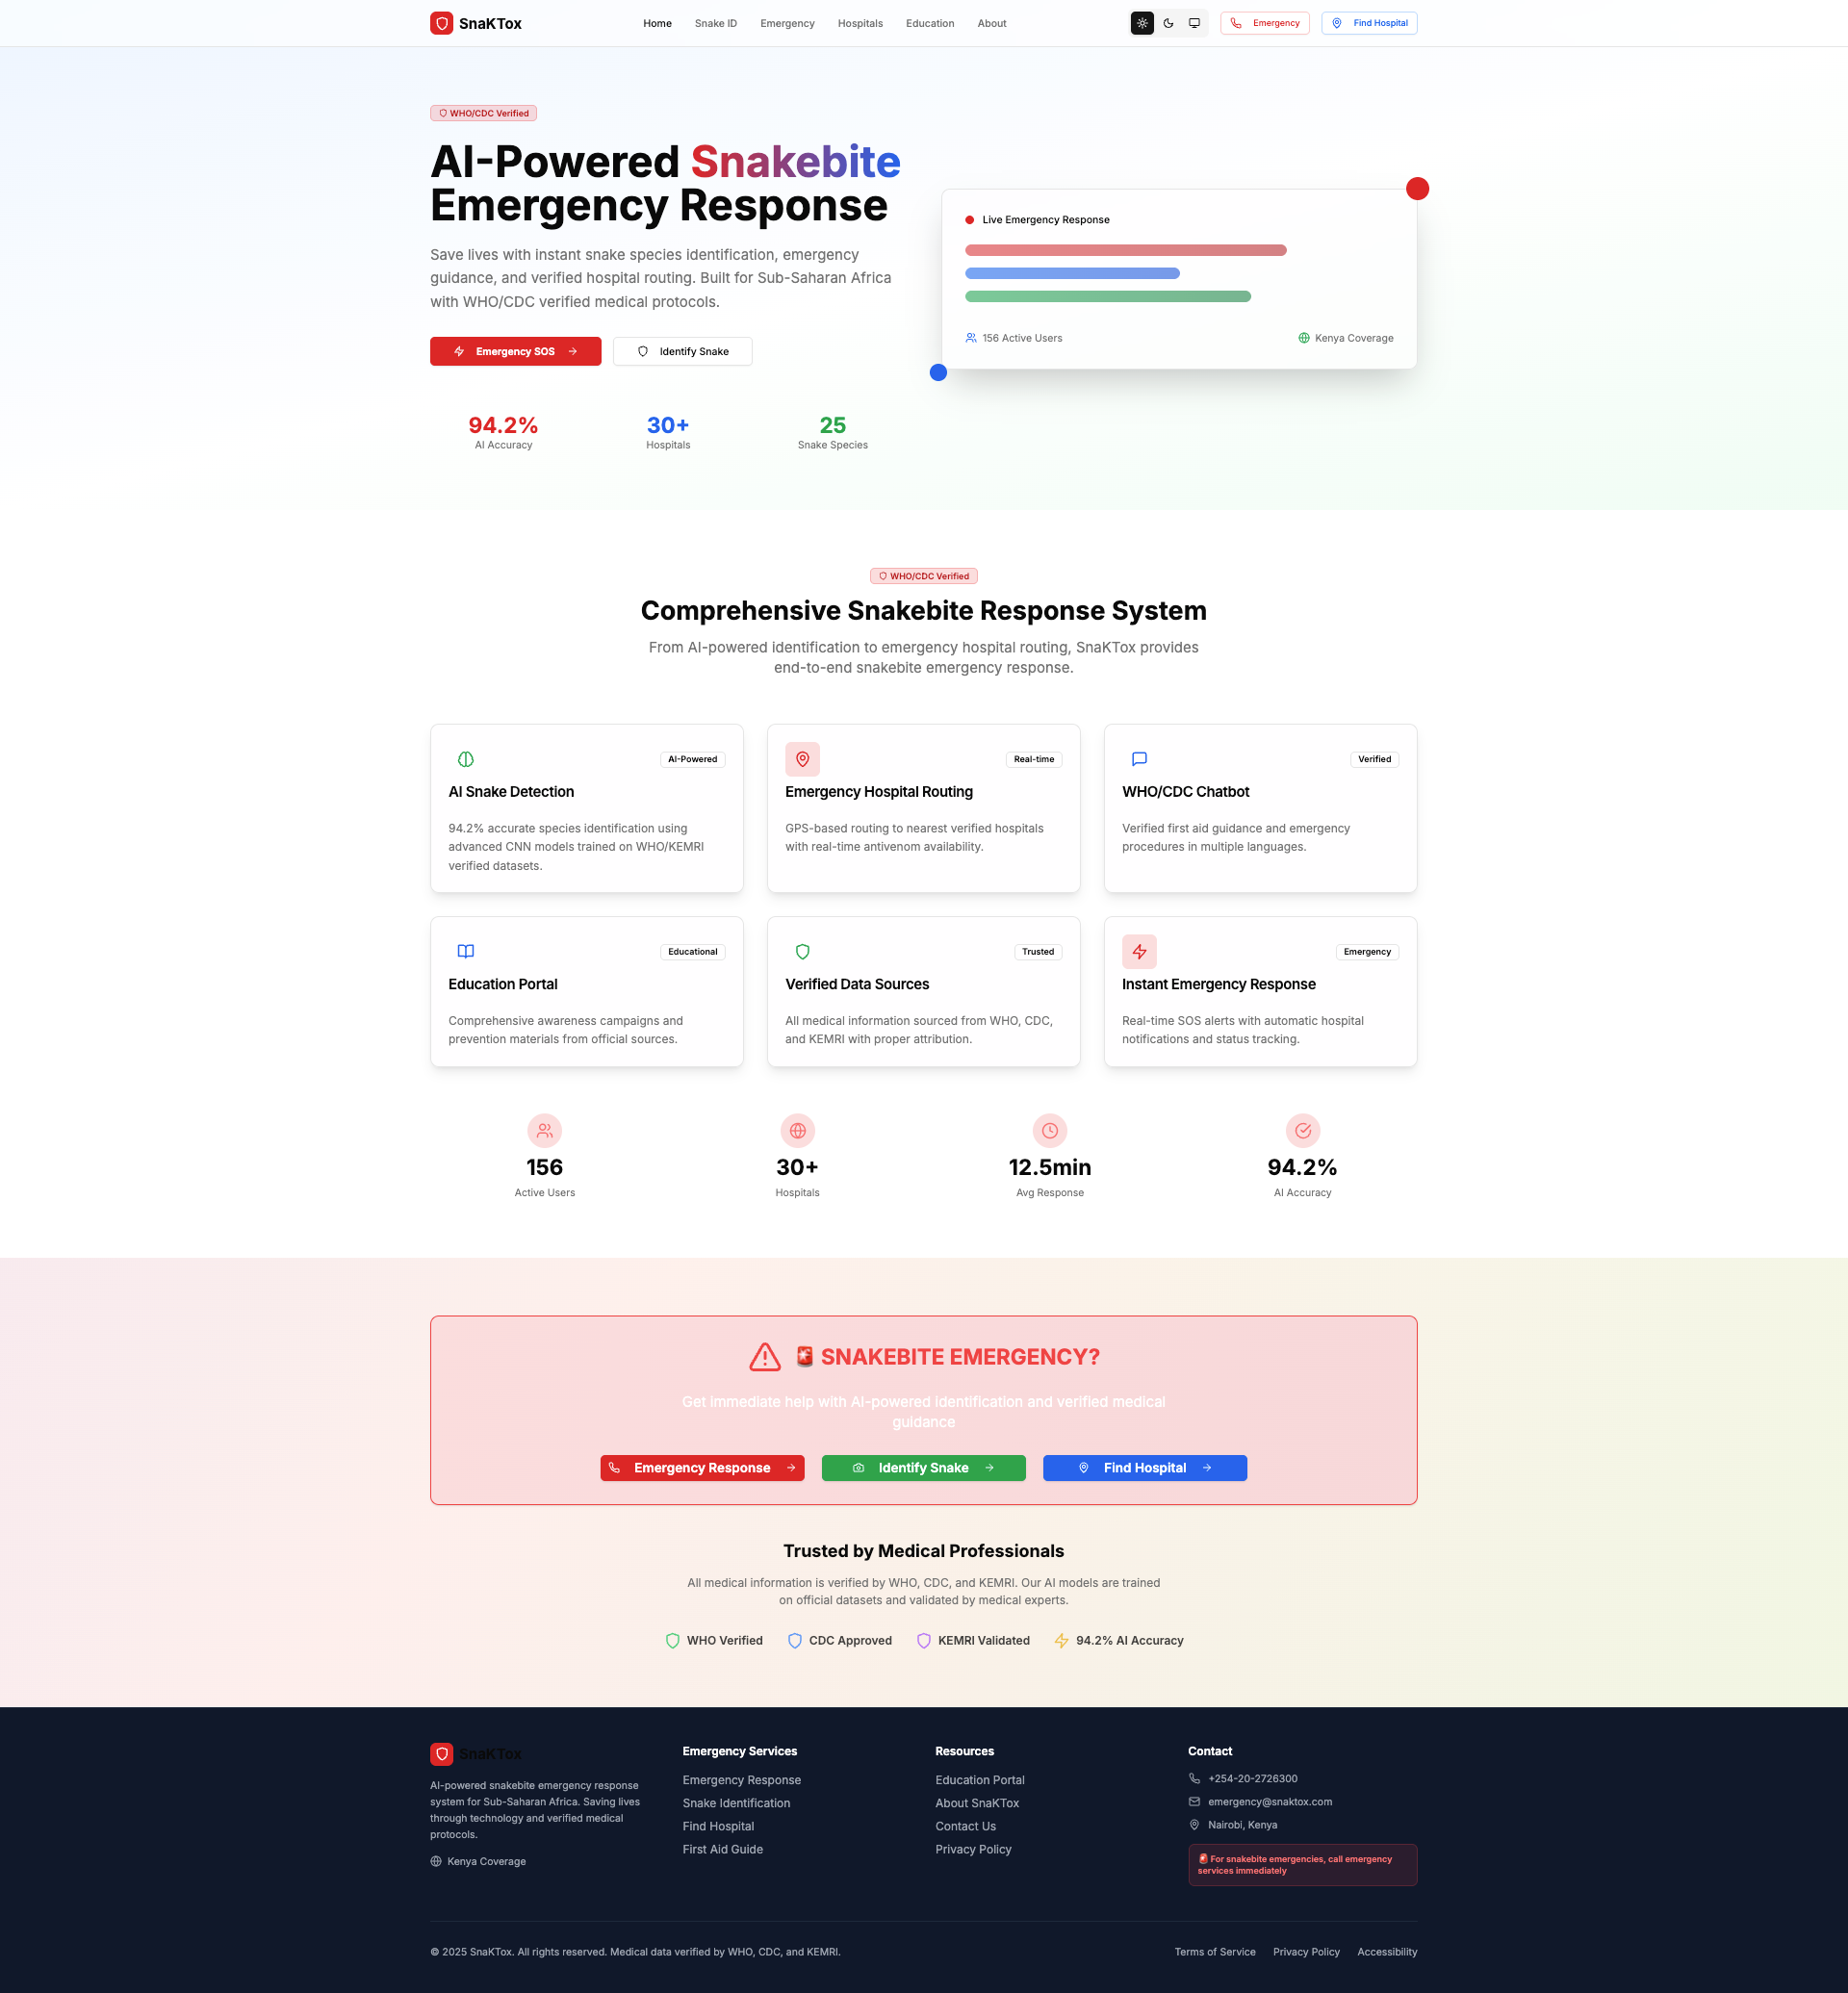 SnaKTox
Home
Snake ID
Emergency
Hospitals
Education
About
Emergency
Find Hospital
WHO/CDC Verified
AI-Powered Snakebite
Emergency Response
Save lives with instant snake species identification, emergency
guidance, and verified hospital routing. Built for Sub-Saharan Africa
with WHO/CDC verified medical protocols.
Emergency SOS
Identify Snake
94.2%
AI Accuracy
30+
Hospitals
25
Snake Species
Live Emergency Response
156 Active Users
Kenya Coverage
WHO/CDC Verified
Comprehensive Snakebite Response System
From AI-powered identification to emergency hospital routing, SnaKTox provides
end-to-end snakebite emergency response.
AI-Powered
AI Snake Detection
94.2% accurate species identification using
advanced CNN models trained on WHO/KEMRI
verified datasets.
Real-time
Emergency Hospital Routing
GPS-based routing to nearest verified hospitals
with real-time antivenom availability.
Verified
WHO/CDC Chatbot
Verified first aid guidance and emergency
procedures in multiple languages.
Educational
Education Portal
Comprehensive awareness campaigns and
prevention materials from official sources.
Trusted
Verified Data Sources
All medical information sourced from WHO, CDC,
and KEMRI with proper attribution.
Emergency
Instant Emergency Response
Real-time SOS alerts with automatic hospital
notifications and status tracking.
156
Active Users
30+
Hospitals
12.5min
Avg Response
94.2%
AI Accuracy
🚨 SNAKEBITE EMERGENCY?
Get immediate help with AI-powered identification and verified medical
guidance
Emergency Response
Identify Snake
Find Hospital
Trusted by Medical Professionals
All medical information is verified by WHO, CDC, and KEMRI. Our AI models are trained
on official datasets and validated by medical experts.
WHO Verified
CDC Approved
KEMRI Validated
94.2% AI Accuracy
SnaKTox
AI-powered snakebite emergency response
system for Sub-Saharan Africa. Saving lives
through technology and verified medical
protocols.
Kenya Coverage
Emergency Services
Emergency Response
Snake Identification
Find Hospital
First Aid Guide
Resources
Education Portal
About SnaKTox
Contact Us
Privacy Policy
Contact
+254-20-2726300
emergency@snaktox.com
Nairobi, Kenya
🚨 For snakebite emergencies, call emergency
services immediately
© 2025 SnaKTox. All rights reserved. Medical data verified by WHO, CDC, and KEMRI.
Terms of Service
Privacy Policy
Accessibility